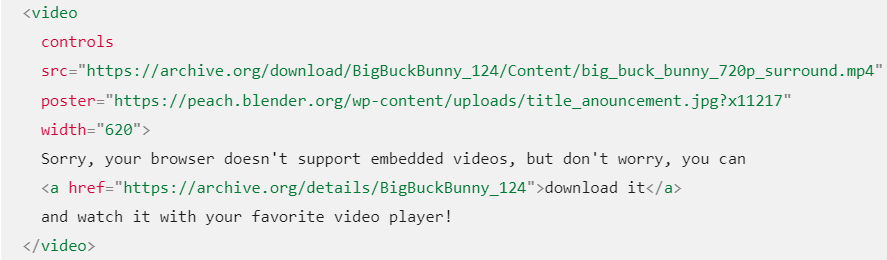 <video
controls
src="https://archive.org/download/BigBuckBunny_124/Content/big_buck_bunny_720p_surround.mp4"
poster="https://peach.blender.org/wp-content/uploads/title_anouncement.jpg?x11217"
width="620">
Sorry, your browser doesn't support embedded videos, but don't worry, you can
<a href="https://archive.org/details/BigBuckBunny_124">download it</a>
and watch it with your favorite video player!
</video>